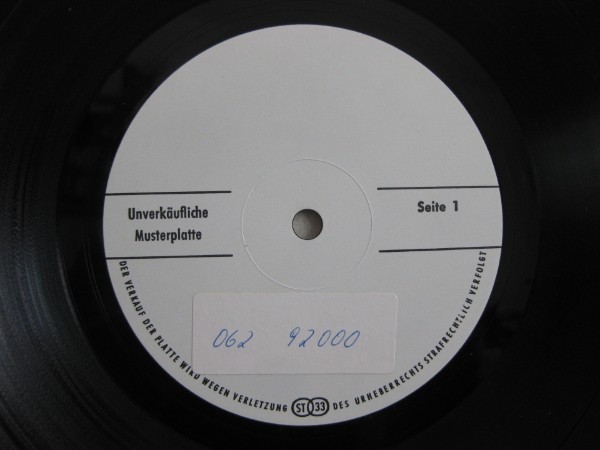 Unverkäufliche
Musterplatte
Seite 1
062 92000
DER VERKAUF DER PLATTE WIRD WEGEN VERLETZUNG ST 33 DES URHEBERRECHTS STRAFRECHTLICH VERFOLGT